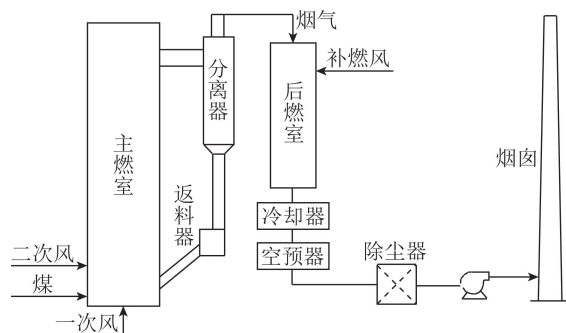 烟气
补燃风
分离器
后燃室
主燃室
烟囱
返料器
冷却器
空预器
除尘器
二次风
煤
一次风